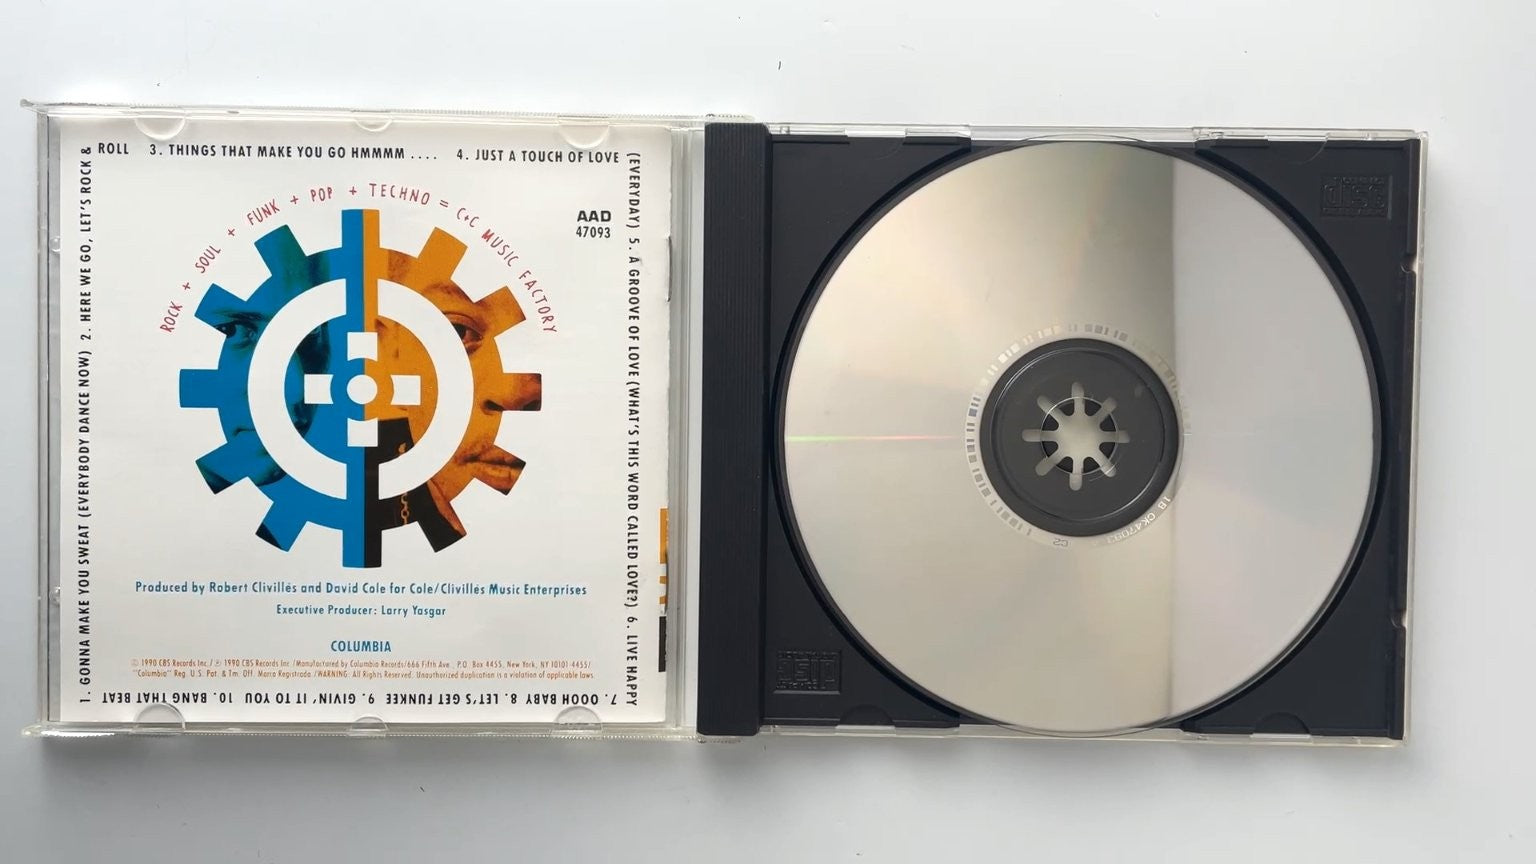 1. GONNA MAKE YOU SWEAT (EVERYBODY DANCE NOW) 2. HERE WE GO, LET'S ROCK &
ROLL 3. THINGS THAT MAKE YOU GO HMMMM .... 4. JUST A TOUCH OF LOVE
(EVERYDAY) 5. A GROOVE OF LOVE (WHAT'S THIS WORD CALLED LOVE?) 6. LIVE HAPPY
7. OOOH BABY 8. LET'S GET FUNKEE 9. GIVIN' IT TO YOU 10. BANG THAT BEAT
ROCK + SOUL + FUNK + POP + TECHNO = C+C MUSIC FACTORY
AAD
47093
Produced by Robert Clivillés and David Cole for Cole/Clivillés Music Enterprises
Executive Producer: Larry Yasgar
COLUMBIA
© 1990 CBS Records Inc./ ℗ 1990 CBS Records Inc./Manufactured by Columbia Records/666 Fifth Ave., P.O. Box 4455, New York, NY 10101-4455/
"Columbia" Reg. U.S. Pat. & Tm. Off. Marca Registrada./WARNING: All Rights Reserved. Unauthorized duplication is a violation of applicable laws.
disc
disc
1B CK47093